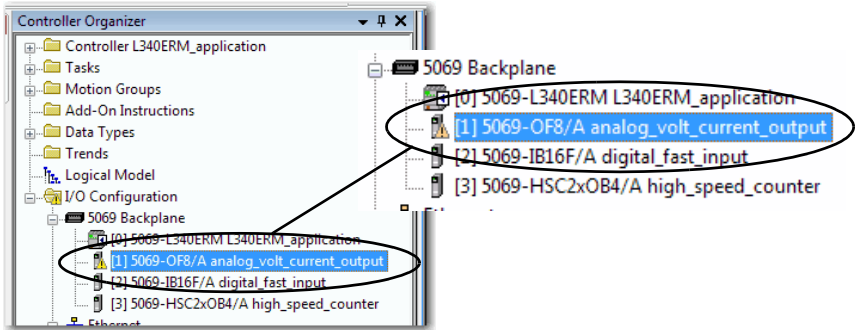 Controller Organizer
Controller L340ERM_application
Tasks
Motion Groups
Add-On Instructions
Data Types
Trends
Logical Model
I/O Configuration
5069 Backplane
[0] 5069-L340ERM L340ERM_application
[1] 5069-OF8/A analog_volt_current_output
[2] 5069-IB16F/A digital_fast_input
[3] 5069-HSC2xOB4/A high_speed_counter
Ethernet
5069 Backplane
[0] 5069-L340ERM L340ERM_application
[1] 5069-OF8/A analog_volt_current_output
[2] 5069-IB16F/A digital_fast_input
[3] 5069-HSC2xOB4/A high_speed_counter